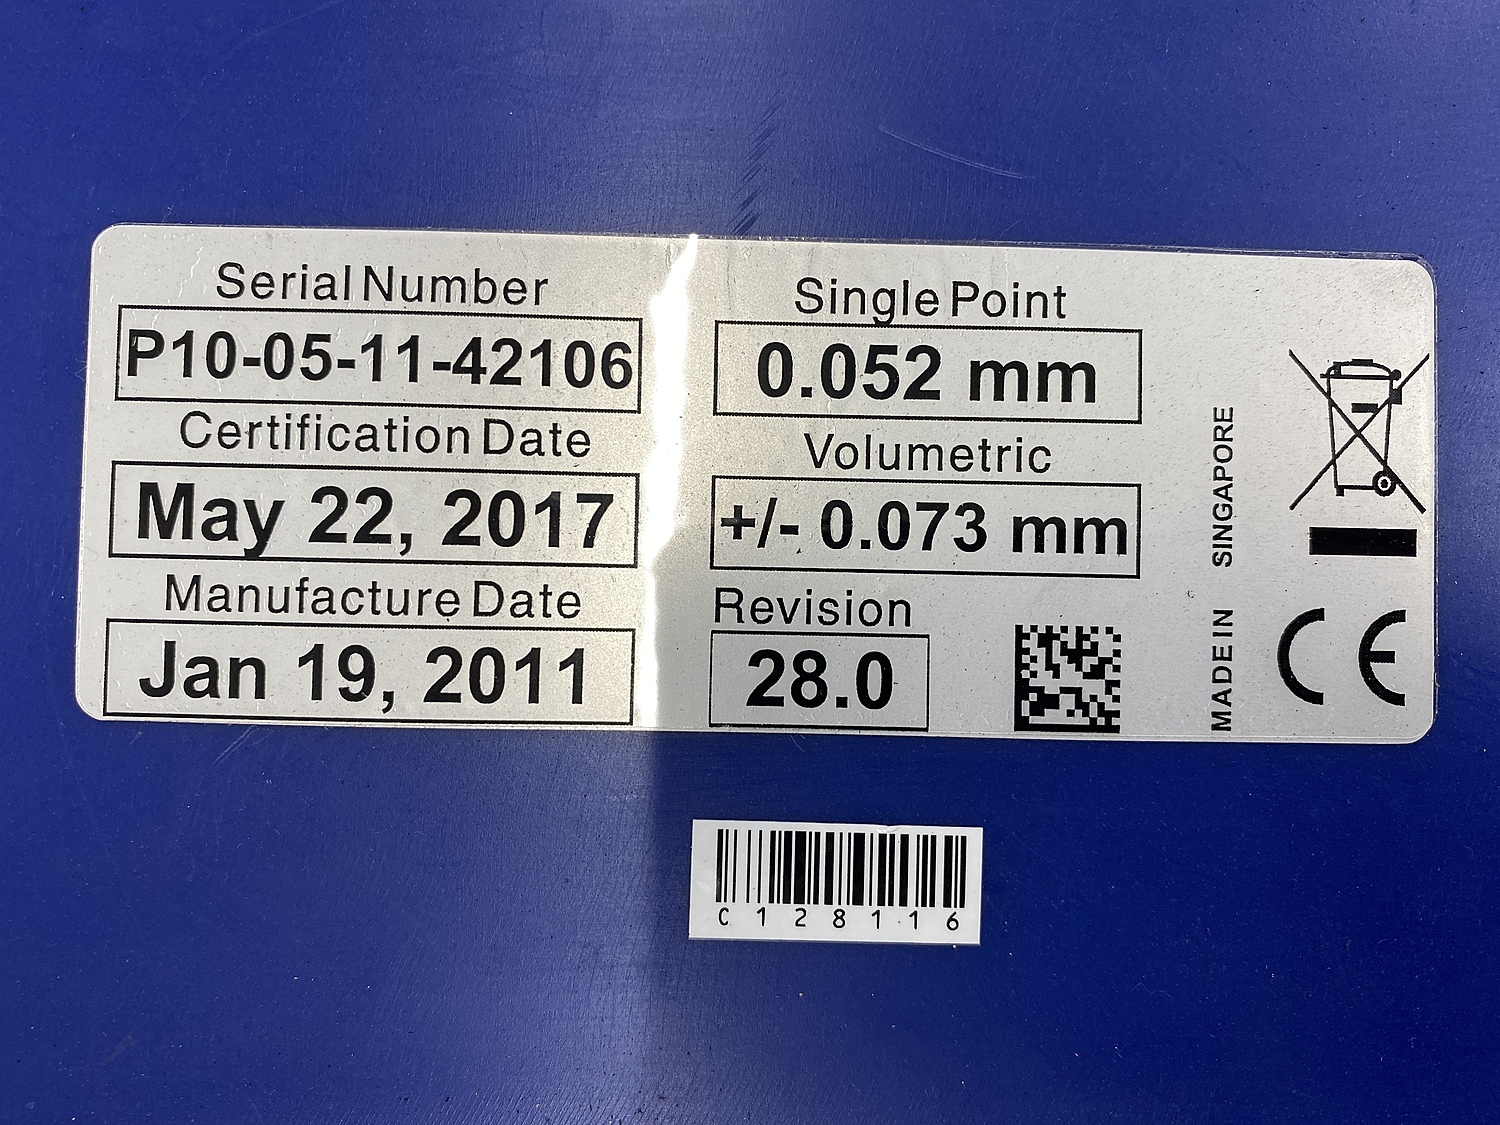 Serial Number
P10-05-11-42106
Certification Date
May 22, 2017
Manufacture Date
Jan 19, 2011
Single Point
0.052 mm
Volumetric
+/- 0.073 mm
Revision
28.0
MADE IN SINGAPORE
CE
C128116